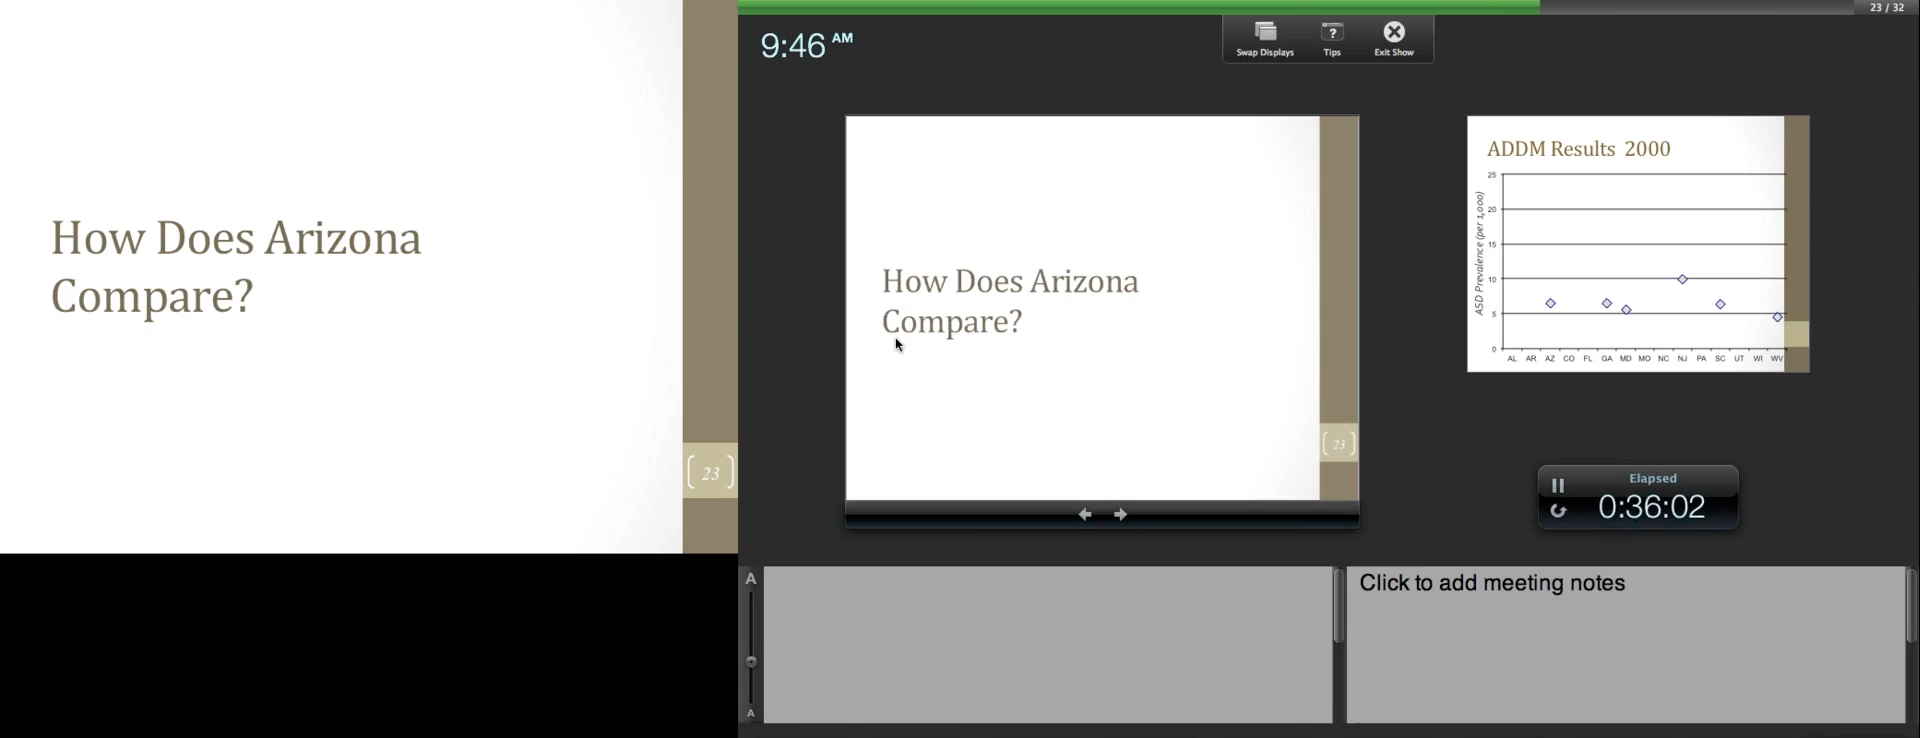 How Does Arizona
Compare?
[ 23 ]
23 / 32
9:46 AM
Swap Displays
Tips
Exit Show
How Does Arizona
Compare?
[ 23 ]
ADDM Results 2000
ASD Prevalence (per 1,000)
25
20
15
10
5
0
AL AR AZ CO FL GA MD MO NC NJ PA SC UT WI WV
Elapsed
0:36:02
A
A
Click to add meeting notes